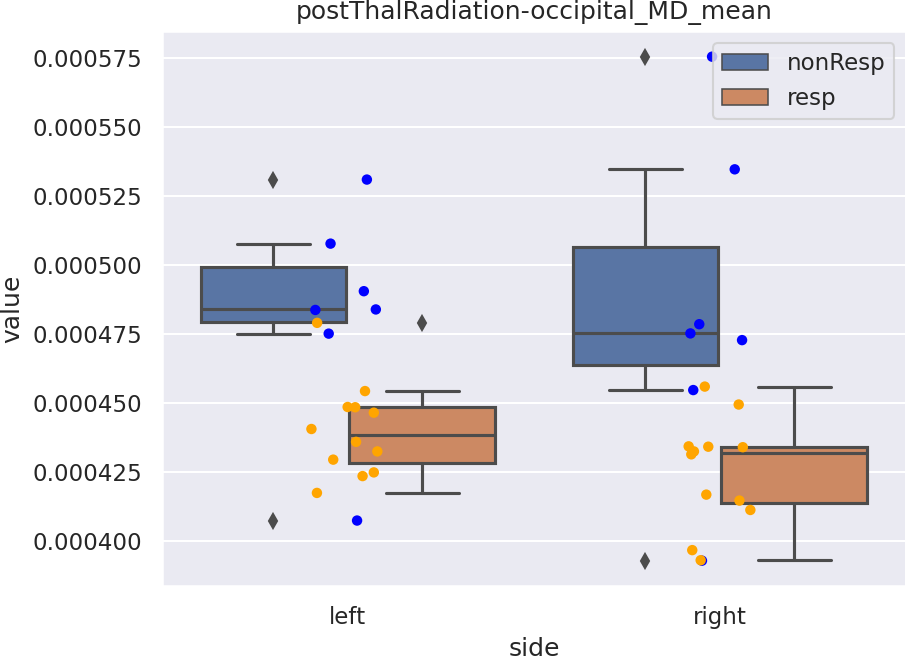 postThalRadiation-occipital_MD_mean
0.000575
0.000550
0.000525
0.000500
0.000475
0.000450
0.000425
0.000400
value
nonResp
resp
left
right
side